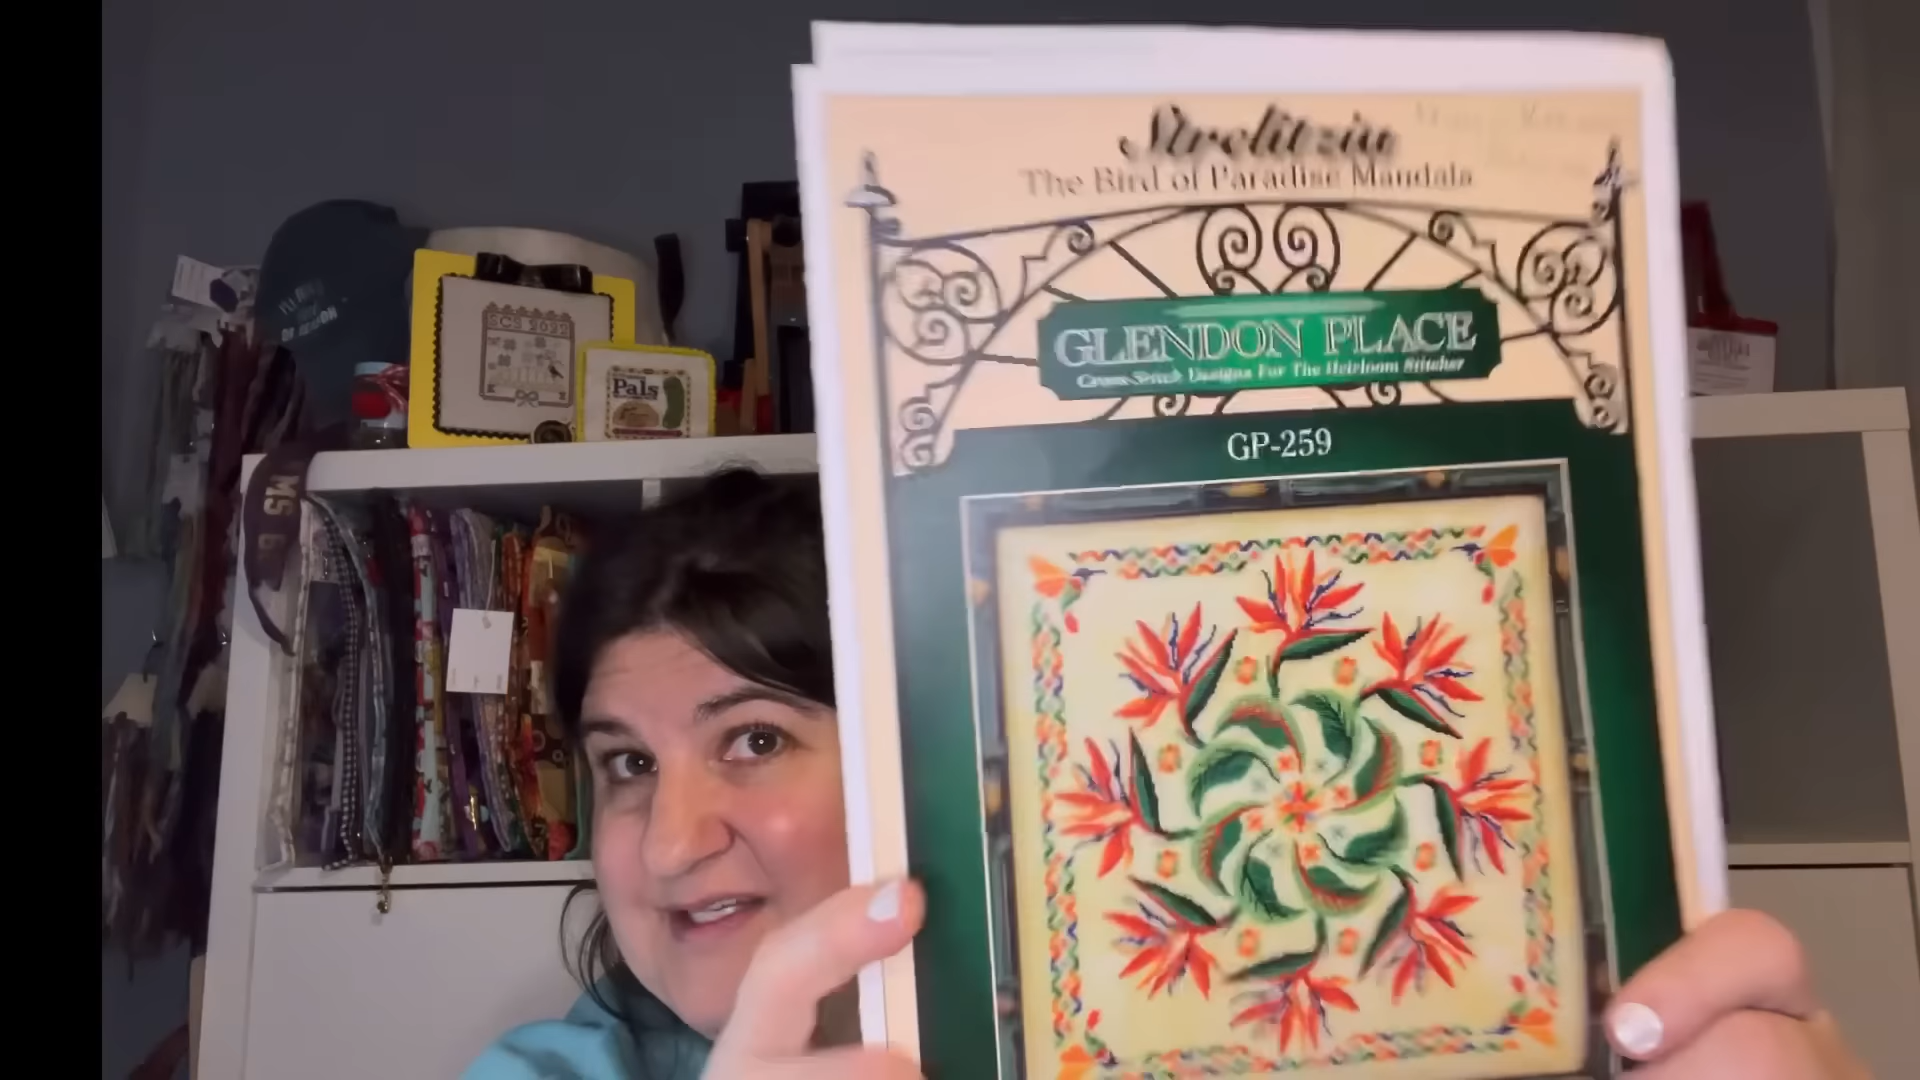 Strelitzia
The Bird of Paradise Mandala
GLENDON PLACE
Cross Stitch Designs For The Heirloom Stitcher
GP-259
SCS 2022
Pals
MS